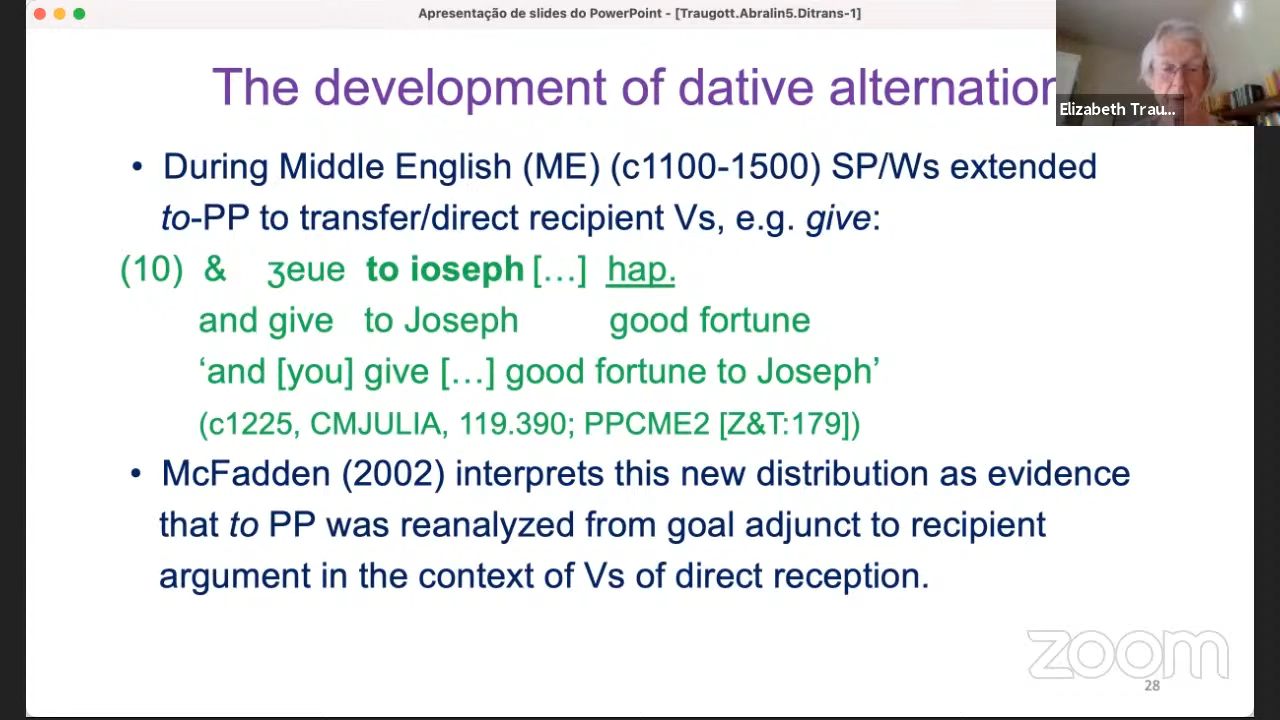 Apresentação de slides do PowerPoint - [Traugott.Abralin5.Ditrans-1]
The development of dative alternation
Elizabeth Trau...
• During Middle English (ME) (c1100-1500) SP/Ws extended
to-PP to transfer/direct recipient Vs, e.g. give:
(10) & ʒeue to ioseph […] hap.
and give to Joseph good fortune
‘and [you] give […] good fortune to Joseph’
(c1225, CMJULIA, 119.390; PPCME2 [Z&T:179])
• McFadden (2002) interprets this new distribution as evidence
that to PP was reanalyzed from goal adjunct to recipient
argument in the context of Vs of direct reception.
zoom
28